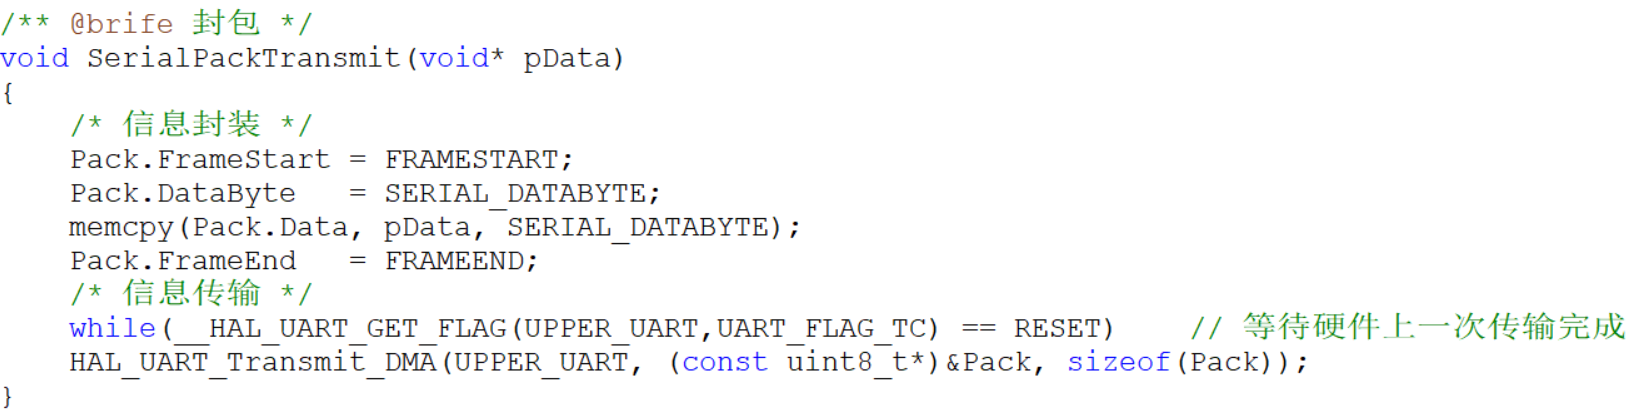 /** @brife 封包 */
void SerialPackTransmit(void* pData)
{
    /* 信息封装 */
    Pack.FrameStart = FRAMESTART;
    Pack.DataByte   = SERIAL_DATABYTE;
    memcpy(Pack.Data, pData, SERIAL_DATABYTE);
    Pack.FrameEnd   = FRAMEEND;
    /* 信息传输 */
    while(__HAL_UART_GET_FLAG(UPPER_UART,UART_FLAG_TC) == RESET)    // 等待硬件上一次传输完成
    HAL_UART_Transmit_DMA(UPPER_UART, (const uint8_t*)&Pack, sizeof(Pack));
}